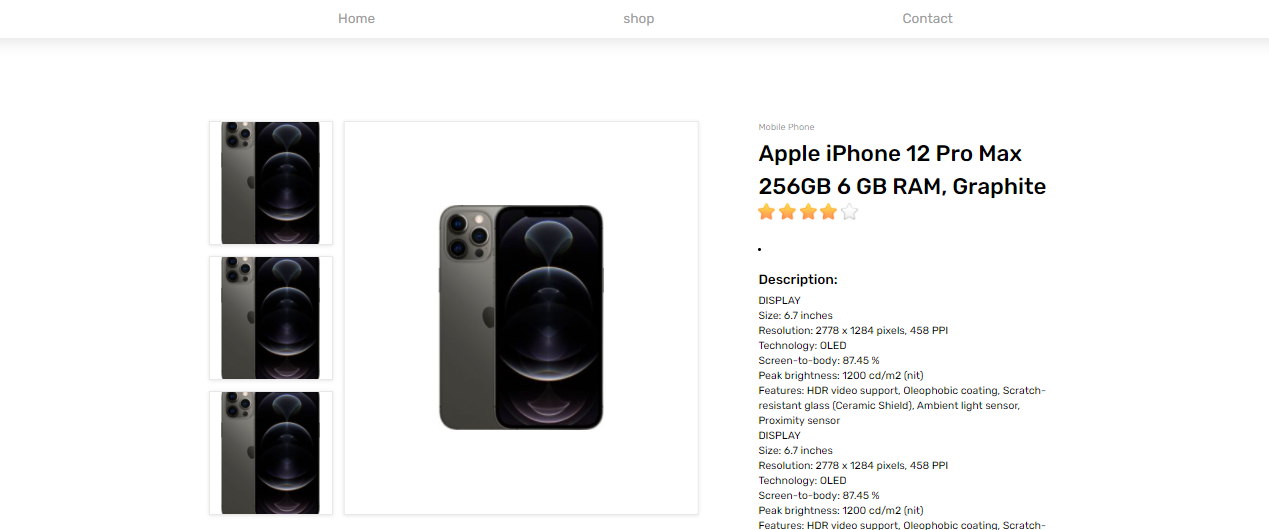 Home
shop
Contact
Mobile Phone
Apple iPhone 12 Pro Max
256GB 6 GB RAM, Graphite
Description:
DISPLAY
Size: 6.7 inches
Resolution: 2778 x 1284 pixels, 458 PPI
Technology: OLED
Screen-to-body: 87.45 %
Peak brightness: 1200 cd/m2 (nit)
Features: HDR video support, Oleophobic coating, Scratch-
resistant glass (Ceramic Shield), Ambient light sensor,
Proximity sensor
DISPLAY
Size: 6.7 inches
Resolution: 2778 x 1284 pixels, 458 PPI
Technology: OLED
Screen-to-body: 87.45 %
Peak brightness: 1200 cd/m2 (nit)
Features: HDR video support, Oleophobic coating, Scratch-